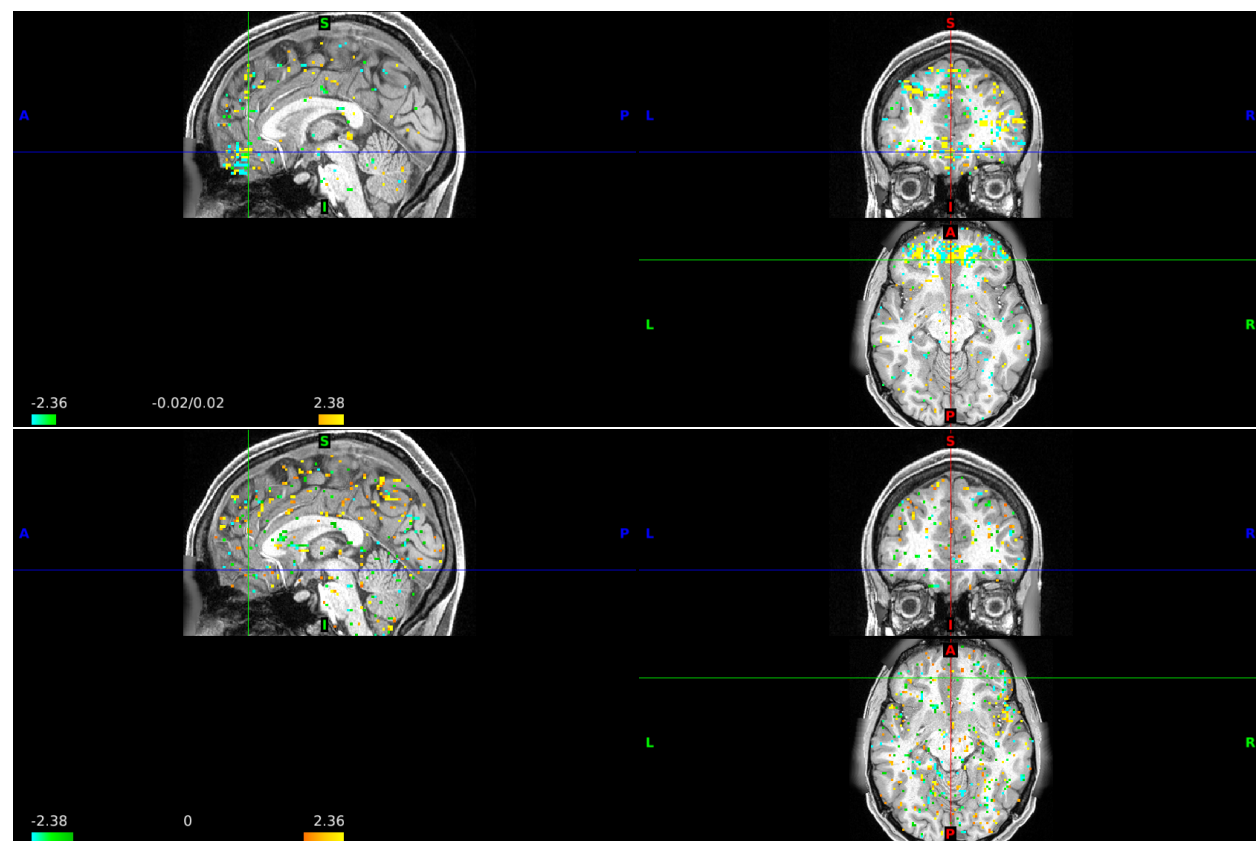 S S
A P L R
I I
A
L R
P
-2.36 -0.02/0.02 2.38
S S
A P L R
I I
A
L R
P
-2.38 0 2.36